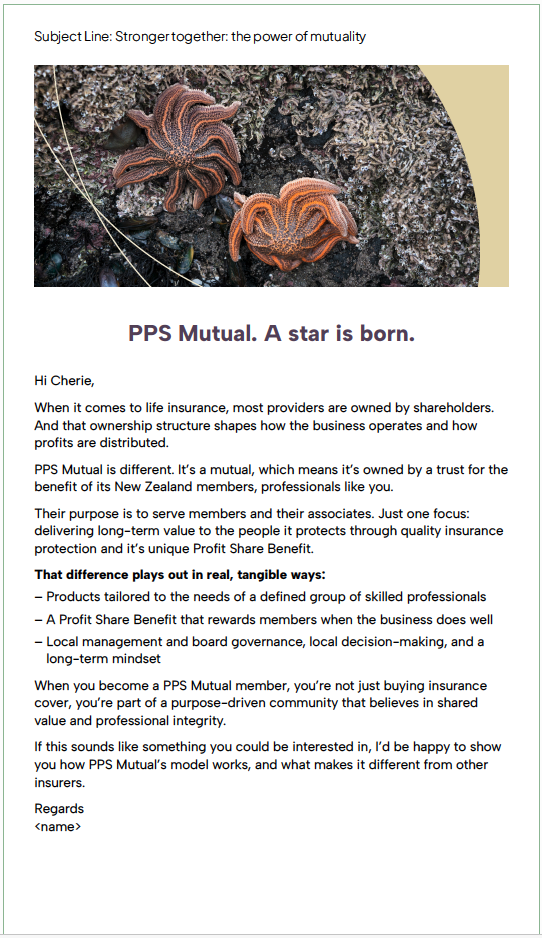 Subject Line: Stronger together: the power of mutuality
PPS Mutual. A star is born.
Hi Cherie,
When it comes to life insurance, most providers are owned by shareholders.
And that ownership structure shapes how the business operates and how
profits are distributed.
PPS Mutual is different. It’s a mutual, which means it’s owned by a trust for the
benefit of its New Zealand members, professionals like you.
Their purpose is to serve members and their associates. Just one focus:
delivering long-term value to the people it protects through quality insurance
protection and it’s unique Profit Share Benefit.
That difference plays out in real, tangible ways:
– Products tailored to the needs of a defined group of skilled professionals
– A Profit Share Benefit that rewards members when the business does well
– Local management and board governance, local decision-making, and a
long-term mindset
When you become a PPS Mutual member, you’re not just buying insurance
cover, you’re part of a purpose-driven community that believes in shared
value and professional integrity.
If this sounds like something you could be interested in, I’d be happy to show
you how PPS Mutual’s model works, and what makes it different from other
insurers.
Regards
<name>